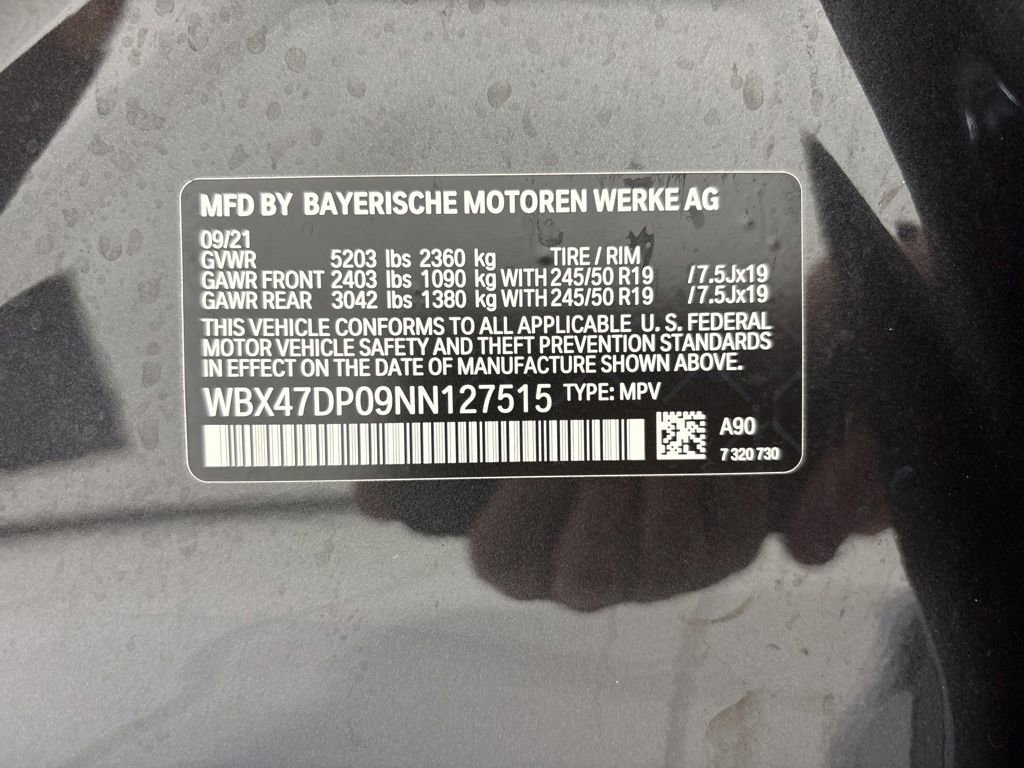 MFD BY BAYERISCHE MOTOREN WERKE AG
09/21
GVWR 5203 lbs 2360 kg TIRE / RIM
GAWR FRONT 2403 lbs 1090 kg WITH 245/50 R19 /7.5Jx19
GAWR REAR 3042 lbs 1380 kg WITH 245/50 R19 /7.5Jx19
THIS VEHICLE CONFORMS TO ALL APPLICABLE U. S. FEDERAL
MOTOR VEHICLE SAFETY AND THEFT PREVENTION STANDARDS
IN EFFECT ON THE DATE OF MANUFACTURE SHOWN ABOVE.
WBX47DP09NN127515 TYPE: MPV
A90
7 320 730